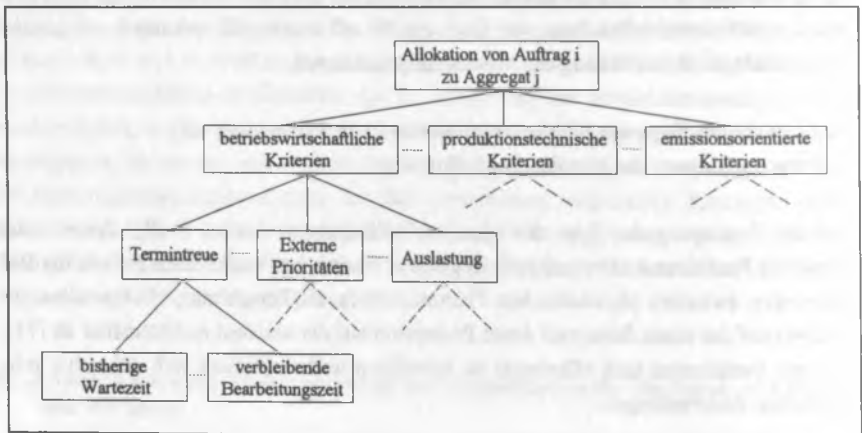 Allokation von Auftrag i
zu Aggregat j
betriebswirtschaftliche
Kriterien
produktionstechnische
Kriterien
emissionsorientierte
Kriterien
Termintreue
Externe
Prioritäten
Auslastung
bisherige
Wartezeit
verbleibende
Bearbeitungszeit